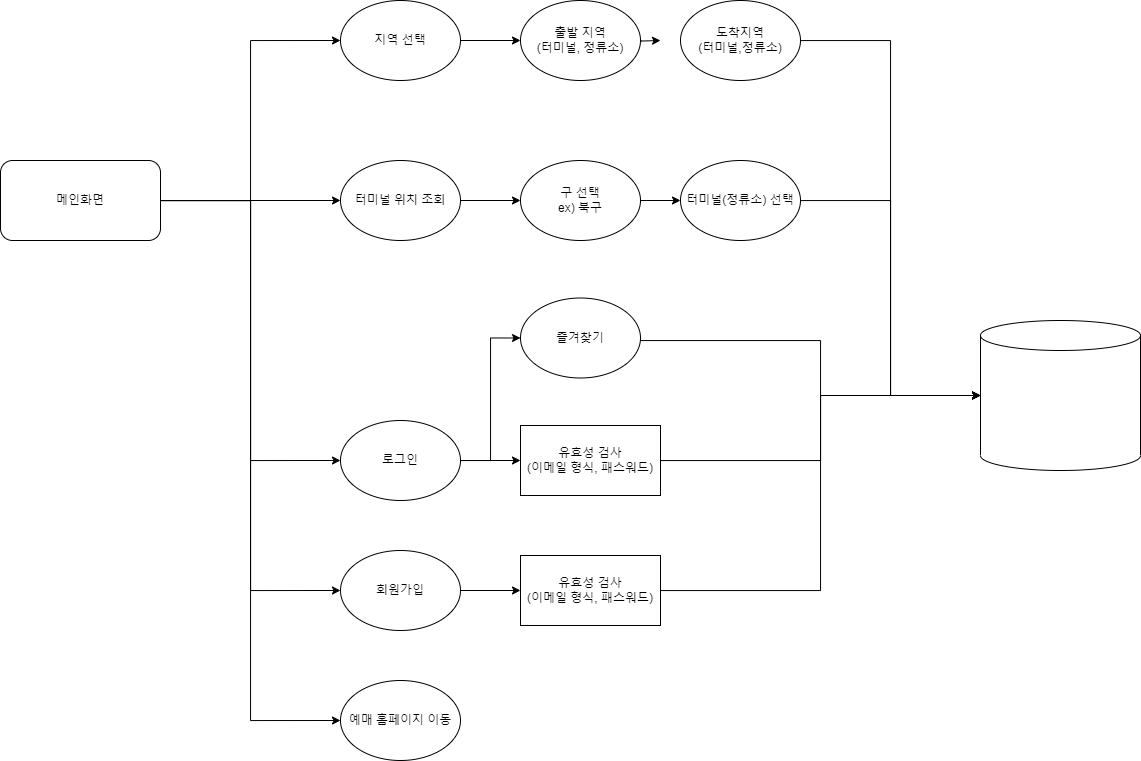 지역 선택
출발 지역
(터미널, 정류소)
도착지역
(터미널,정류소)
메인화면
터미널 위치 조회
구 선택
ex) 북구
터미널(정류소) 선택
즐겨찾기
로그인
유효성 검사
(이메일 형식, 패스워드)
회원가입
유효성 검사
(이메일 형식, 패스워드)
예매 홈페이지 이동